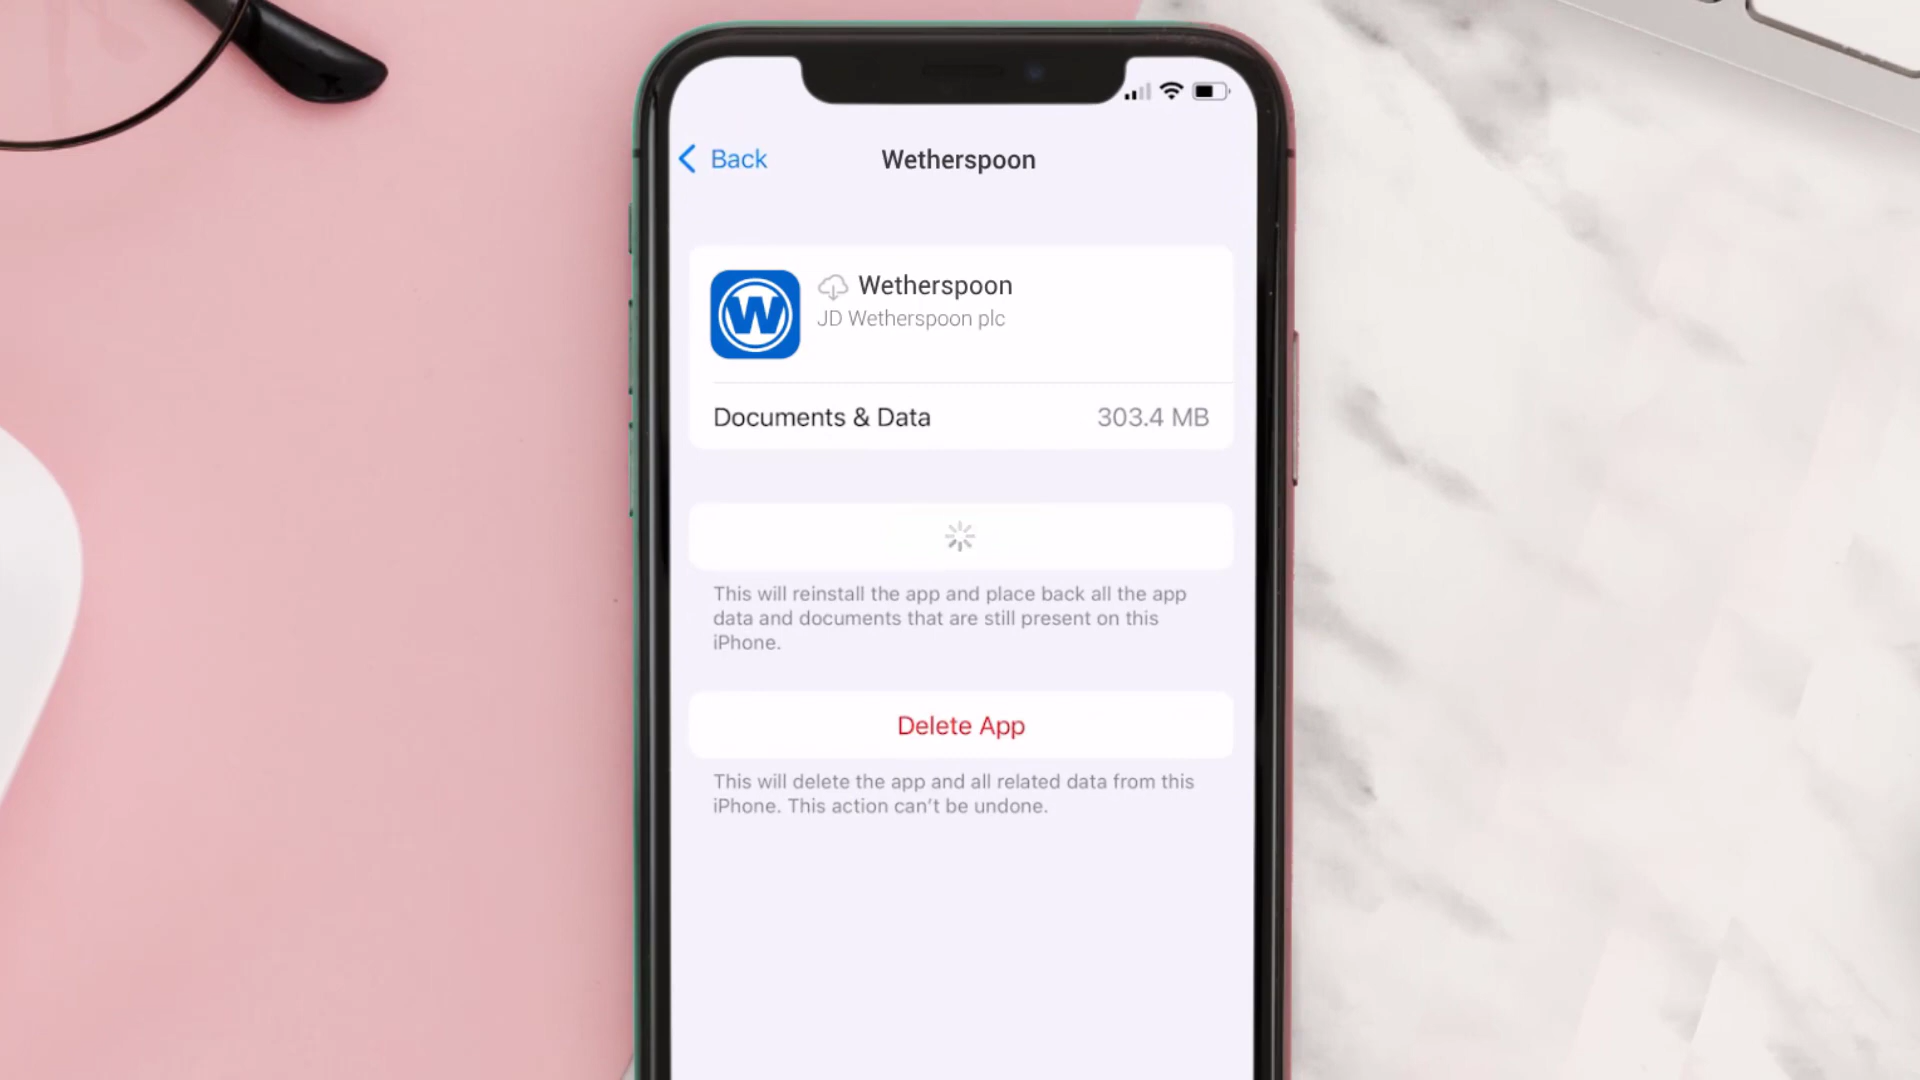 Back
Wetherspoon
W
Wetherspoon
JD Wetherspoon plc
Documents & Data
303.4 MB
This will reinstall the app and place back all the app
data and documents that are still present on this
iPhone.
Delete App
This will delete the app and all related data from this
iPhone. This action can't be undone.